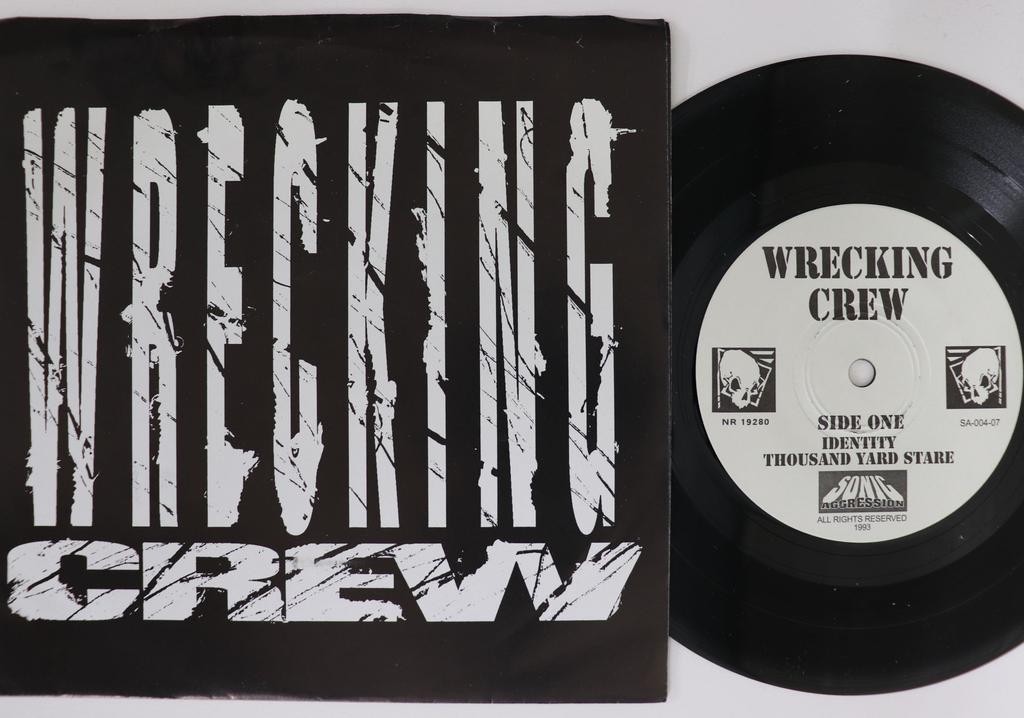 WRECKING
CREW
WRECKING
CREW
NR 19280
SA-004-07
SIDE ONE
IDENTITY
THOUSAND YARD STARE
SONIC
AGGRESSION
ALL RIGHTS RESERVED
1993